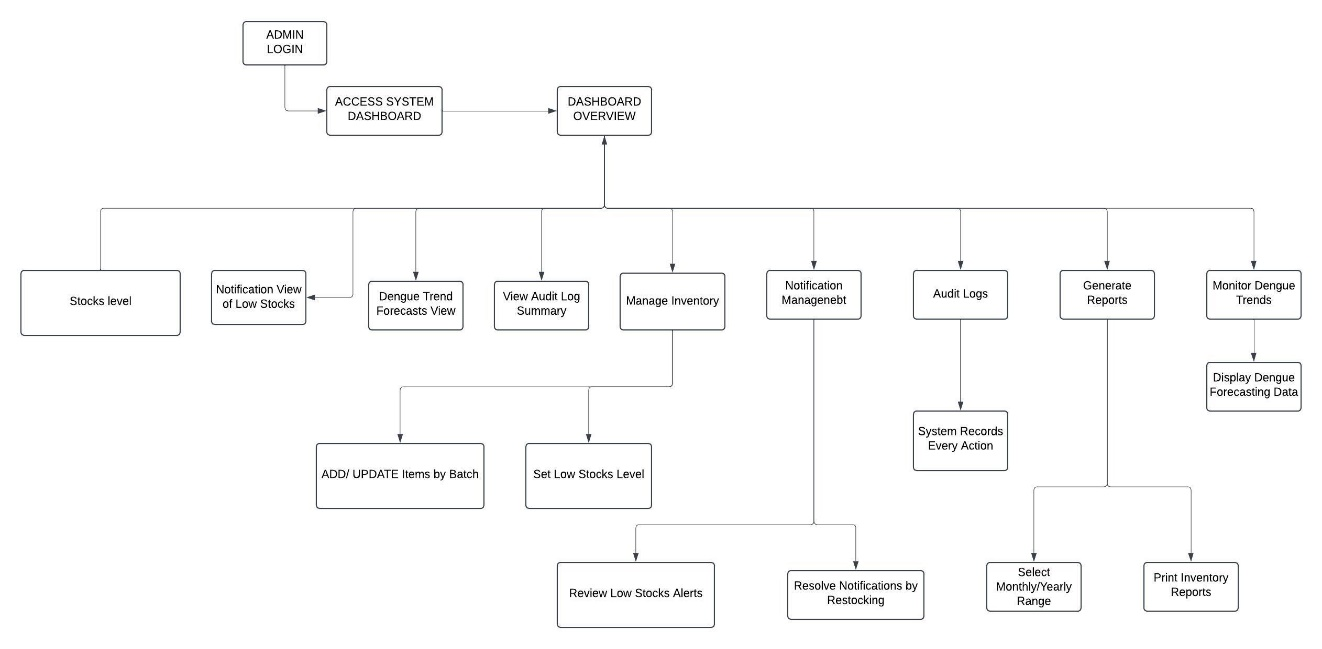 ADMIN
LOGIN
ACCESS SYSTEM
DASHBOARD
DASHBOARD
OVERVIEW
Stocks level
Notification View
of Low Stocks
Dengue Trend
Forecasts View
View Audit Log
Summary
Manage Inventory
Notification
Managenebt
Audit Logs
Generate
Reports
Monitor Dengue
Trends
Display Dengue
Forecasting Data
System Records
Every Action
ADD/ UPDATE Items by Batch
Set Low Stocks Level
Review Low Stocks Alerts
Resolve Notifications by
Restocking
Select
Monthly/Yearly
Range
Print Inventory
Reports